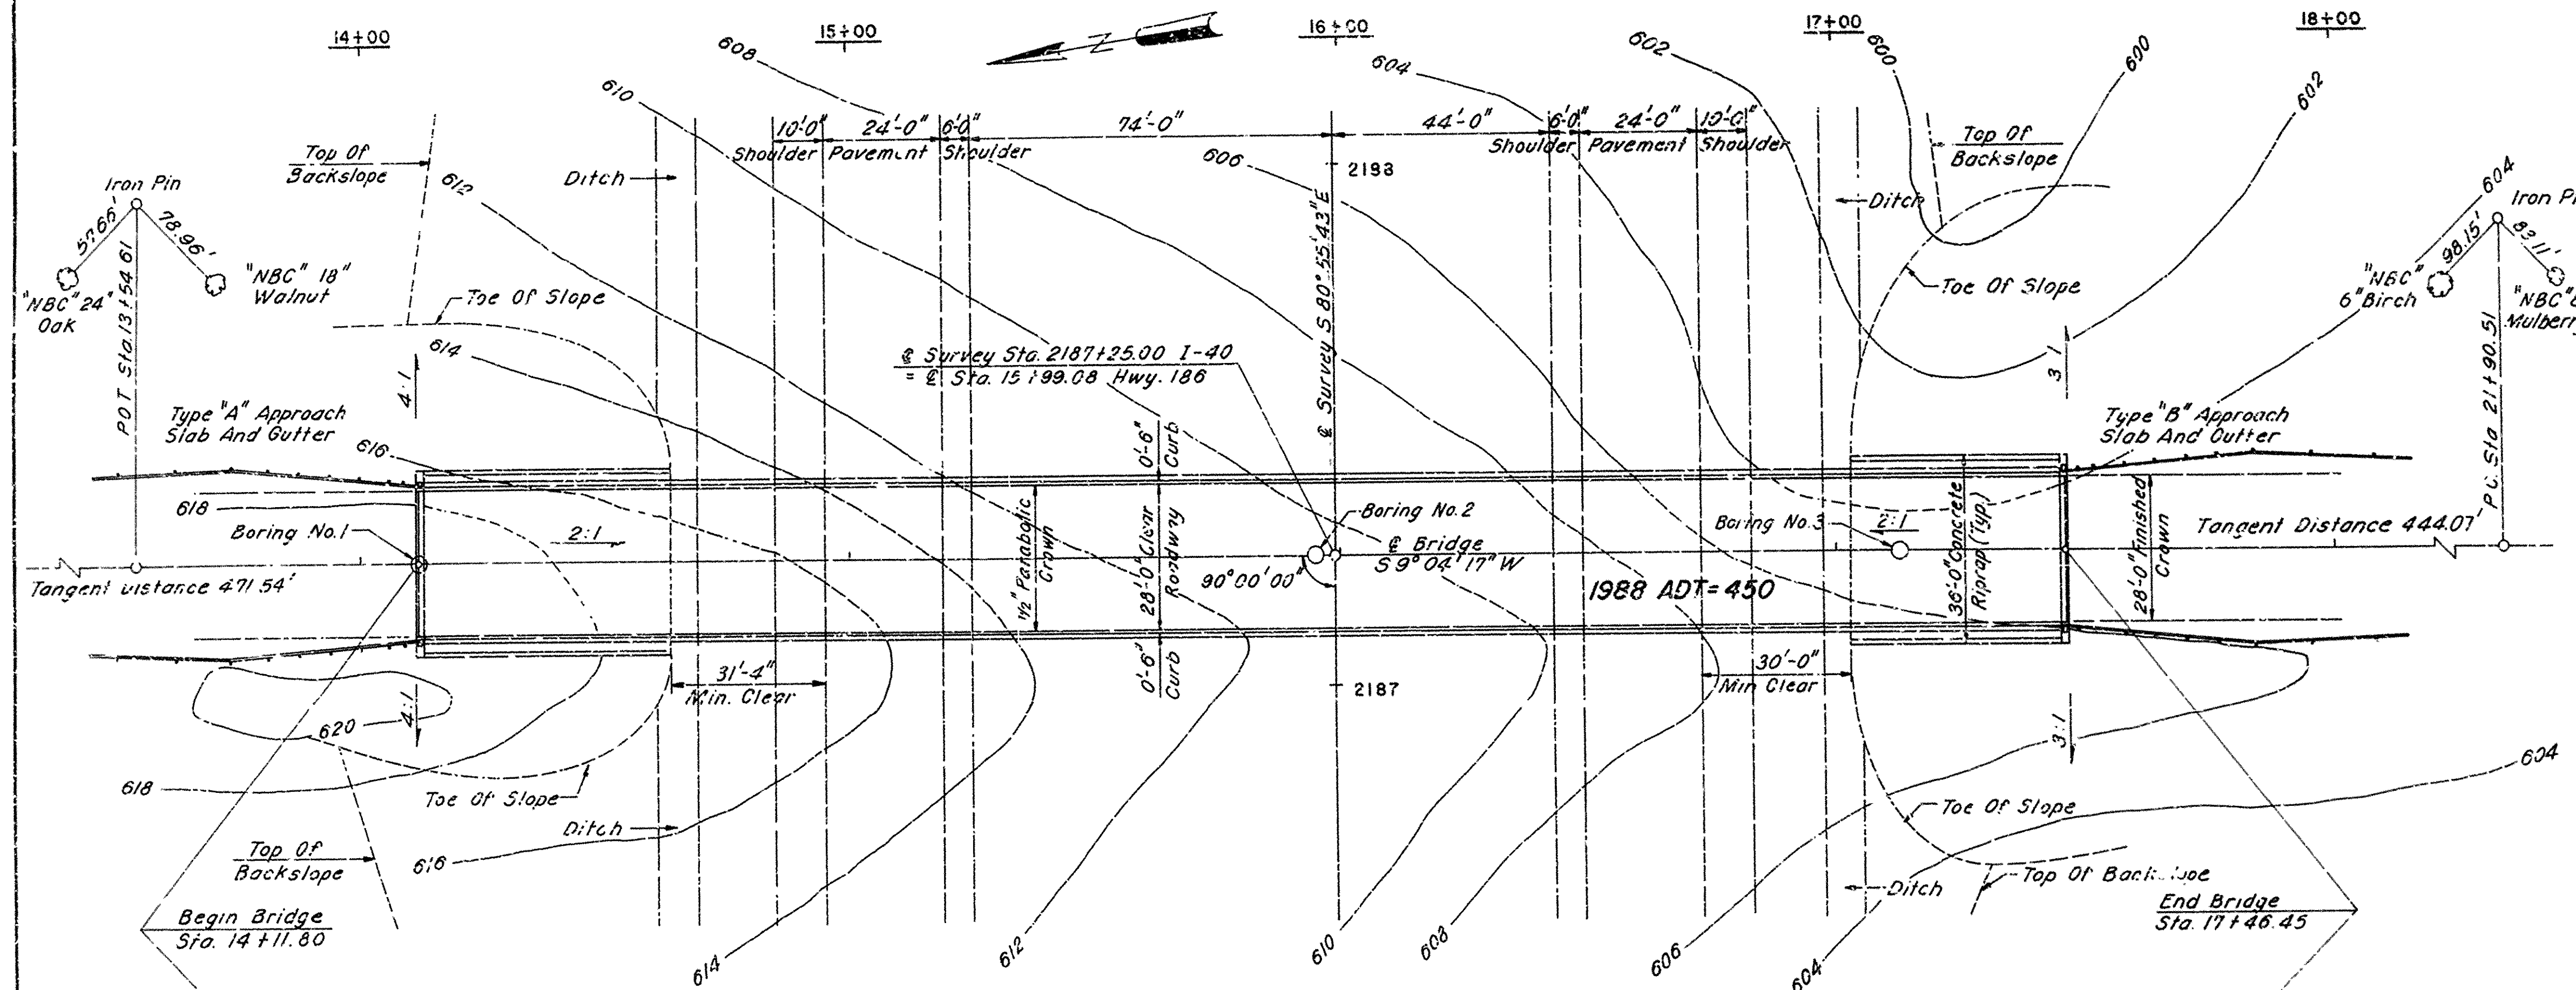 14+00
15+00
16+00
17+00
18+00
608
Z
604
602
600
600
610
602
10'-0"
24'-0"
6'-0"
74'-0"
44'-0"
6'-0"
24'-0"
10'-0"
Shoulder
Pavement
Shoulder
Shoulder
Pavement
Shoulder
Top Of
Backslope
Top Of
Backslope
606
2193
612
Ditch
Ditch
604
Iron Pin
57.66'
78.96'
"NBC" 24"
Oak
"NBC" 18"
Walnut
POT Sta. 13+54.61
Toe Of Slope
℄ Survey S 80° 55' 43" E
Toe Of Slope
Iron
98.15'
83.11'
"NBC"
6" Birch
"NBC"
P.C. Sta 21+90.51
614
℄ Survey Sta. 2187+25.00 I-40
= ℄ Sta. 15+99.08 Hwy. 186
4:1
3:1
Type "A" Approach
Slab And Gutter
616
Type "B" Approach
Slab And Gutter
0'-6"
Curb
618
Boring No.1
2:1
1½" Parabolic
Crown
28'-0" Clear
Roadway
Boring No.2
Boring No.3
2:1
36'-0" Concrete
Riprap (Typ.)
28'-0" Finished
Crown
Tangent Distance 444.07'
℄ Bridge
S 9° 04' 17" W
90°00'00"
Tangent Distance 471.54'
1988 ADT=450
0'-6"
Curb
31'-4"
Min. Clear
30'-0"
Min Clear
2187
4:1
620
3:1
604
618
Toe Of Slope
Toe Of Slope
Ditch
Top Of
Backslope
616
Ditch
Top Of
Begin Bridge
Sta. 14+11.80
End Bridge
Sta. 17+46.45
614
612
610
608
606
604